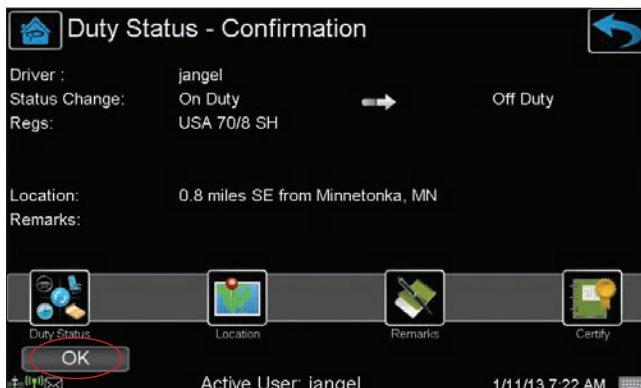 Duty Status - Confirmation
Driver : jangel
Status Change: On Duty Off Duty
Regs: USA 70/8 SH
Location: 0.8 miles SE from Minnetonka, MN
Remarks:
Duty Status Location Remarks Certify
OK
Active User: jangel 1/11/13 7:22 AM